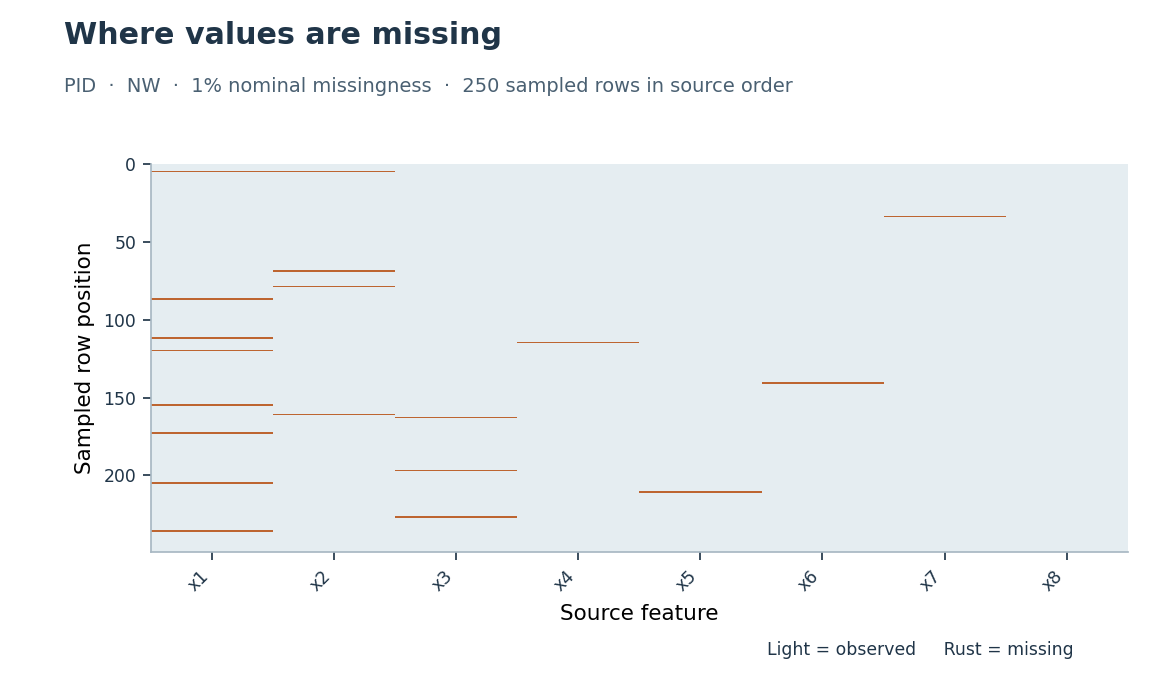 Where values are missing
PID · NW · 1% nominal missingness · 250 sampled rows in source order
0
50
100
150
200
Sampled row position
x1 x2 x3 x4 x5 x6 x7 x8
Source feature
Light = observed Rust = missing